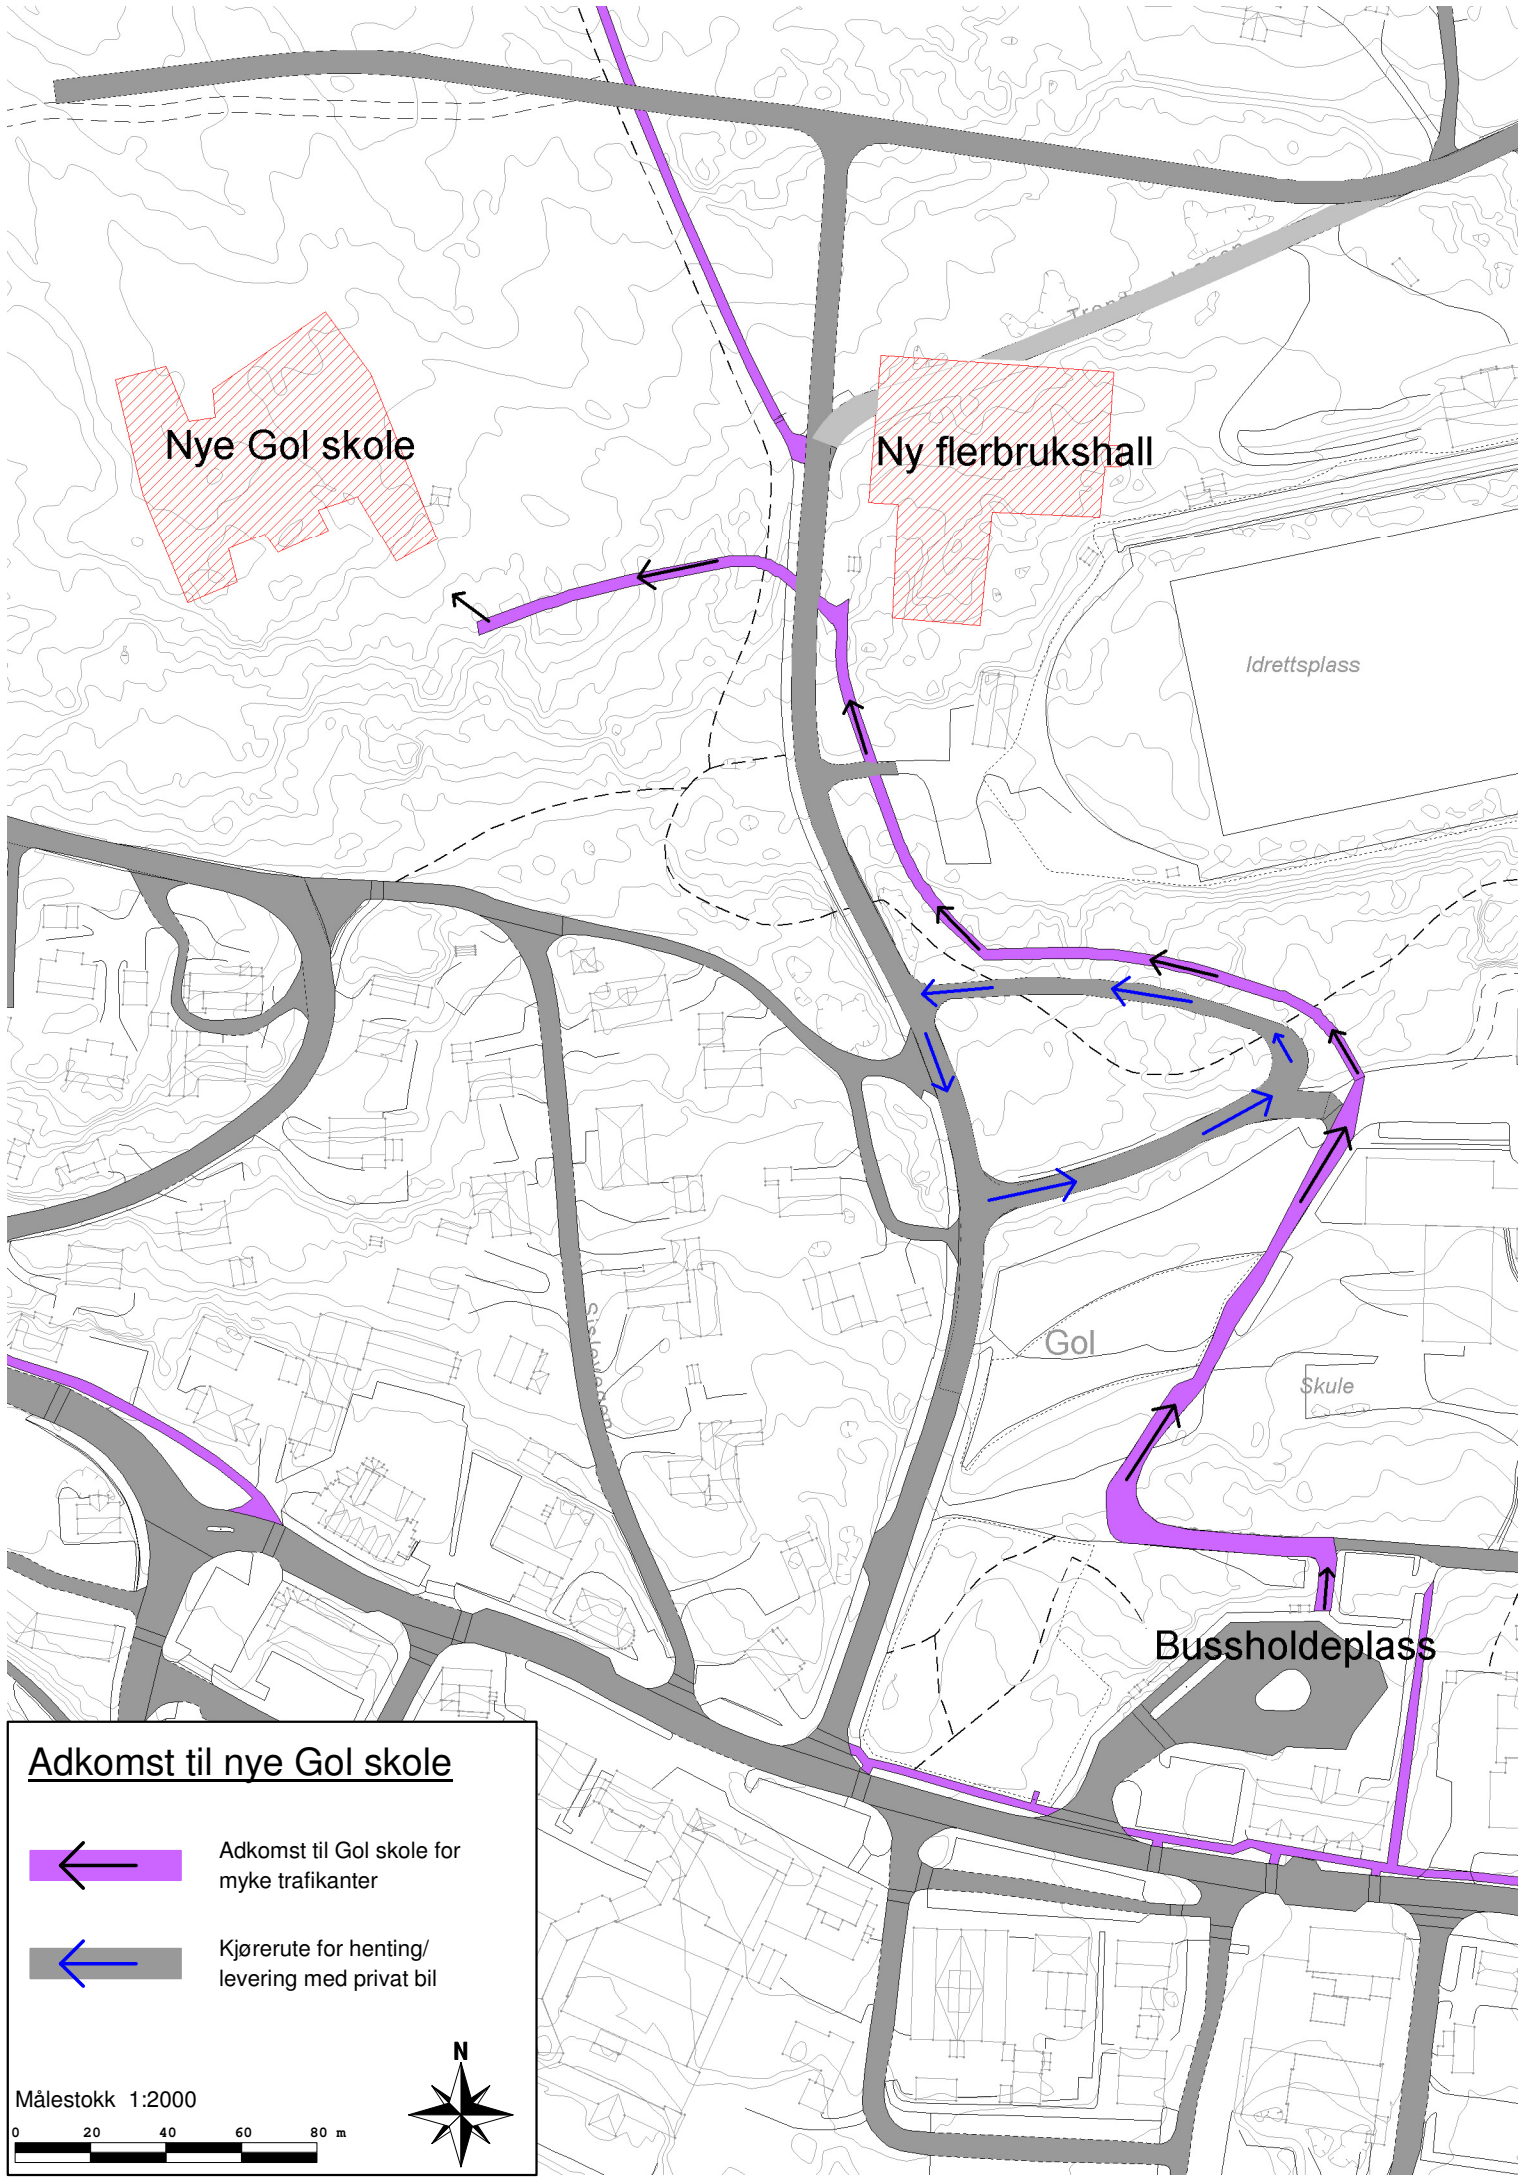 Nye Gol skole
Ny flerbrukshall
Idrettsplass
Sislevegen
Gol
Skule
Bussholdeplass
Adkomst til nye Gol skole
Adkomst til Gol skole for
myke trafikanter
Kjørerute for henting/
levering med privat bil
N
Målestokk 1:2000
0 20 40 60 80 m